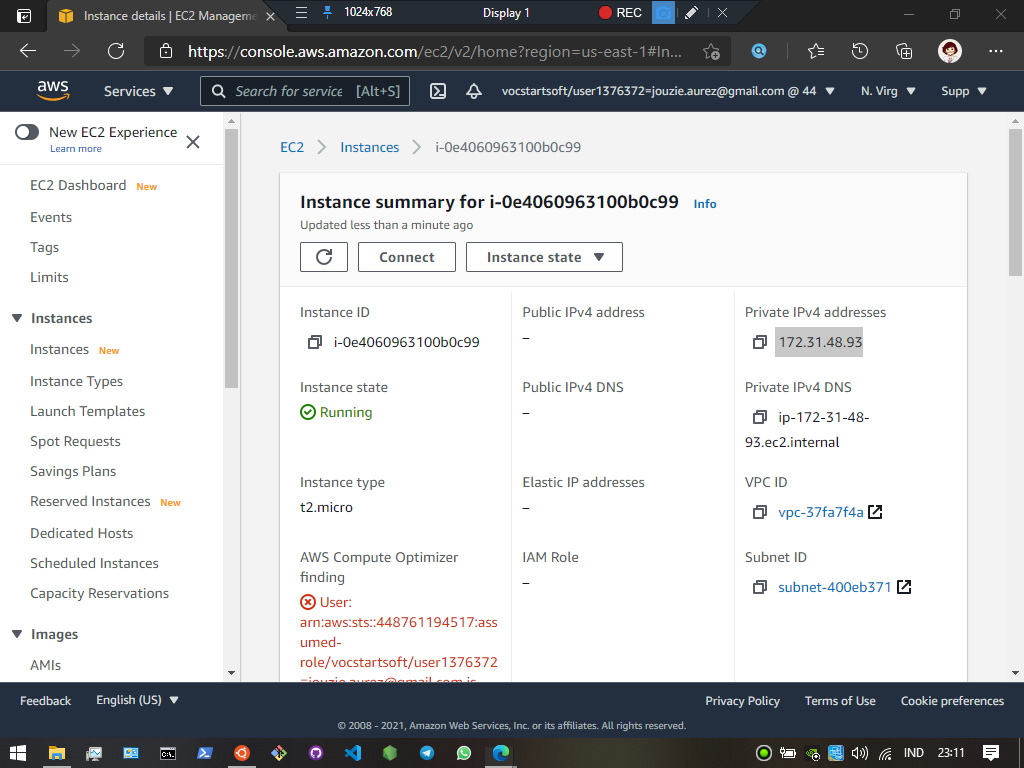 Instance details | EC2 Manageme
1024x768
Display 1
REC
https://console.aws.amazon.com/ec2/v2/home?region=us-east-1#In...
aws
Services
Search for service
[Alt+S]
vocstartsoft/user1376372=jouzie.aurez@gmail.com @ 44
N. Virg
Supp
New EC2 Experience
Learn more
EC2 Dashboard New
Events
Tags
Limits
Instances
Instances New
Instance Types
Launch Templates
Spot Requests
Savings Plans
Reserved Instances New
Dedicated Hosts
Scheduled Instances
Capacity Reservations
Images
AMIs
EC2
Instances
i-0e4060963100b0c99
Instance summary for i-0e4060963100b0c99 Info
Updated less than a minute ago
Connect
Instance state
Instance ID
i-0e4060963100b0c99
Public IPv4 address
–
Private IPv4 addresses
172.31.48.93
Instance state
Running
Public IPv4 DNS
–
Private IPv4 DNS
ip-172-31-48-
93.ec2.internal
Instance type
t2.micro
Elastic IP addresses
–
VPC ID
vpc-37fa7f4a
AWS Compute Optimizer
finding
User:
arn:aws:sts::448761194517:ass
umed-
role/vocstartsoft/user1376372
=jouzie.aurez@gmail.com is
IAM Role
–
Subnet ID
subnet-400eb371
Feedback
English (US)
Privacy Policy
Terms of Use
Cookie preferences
© 2008 - 2021, Amazon Web Services, Inc. or its affiliates. All rights reserved.
IND
23:11